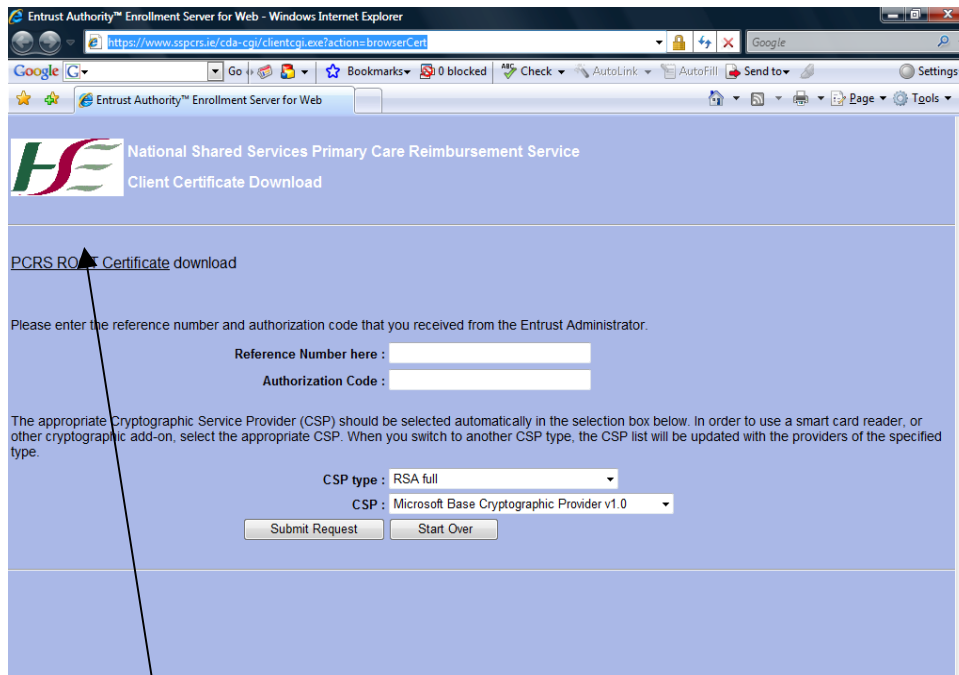 Entrust Authority™ Enrollment Server for Web - Windows Internet Explorer
https://www.sspcrs.ie/cda-cgi/clientcgi.exe?action=browserCert
Google
Google G Go Bookmarks 0 blocked ABC Check AutoLink AutoFill Send to Settings
Entrust Authority™ Enrollment Server for Web Page Tools
HSE
National Shared Services Primary Care Reimbursement Service
Client Certificate Download
PCRS ROOT Certificate download
Please enter the reference number and authorization code that you received from the Entrust Administrator.
Reference Number here :
Authorization Code :
The appropriate Cryptographic Service Provider (CSP) should be selected automatically in the selection box below. In order to use a smart card reader, or
other cryptographic add-on, select the appropriate CSP. When you switch to another CSP type, the CSP list will be updated with the providers of the specified
type.
CSP type : RSA full
CSP : Microsoft Base Cryptographic Provider v1.0
Submit Request Start Over